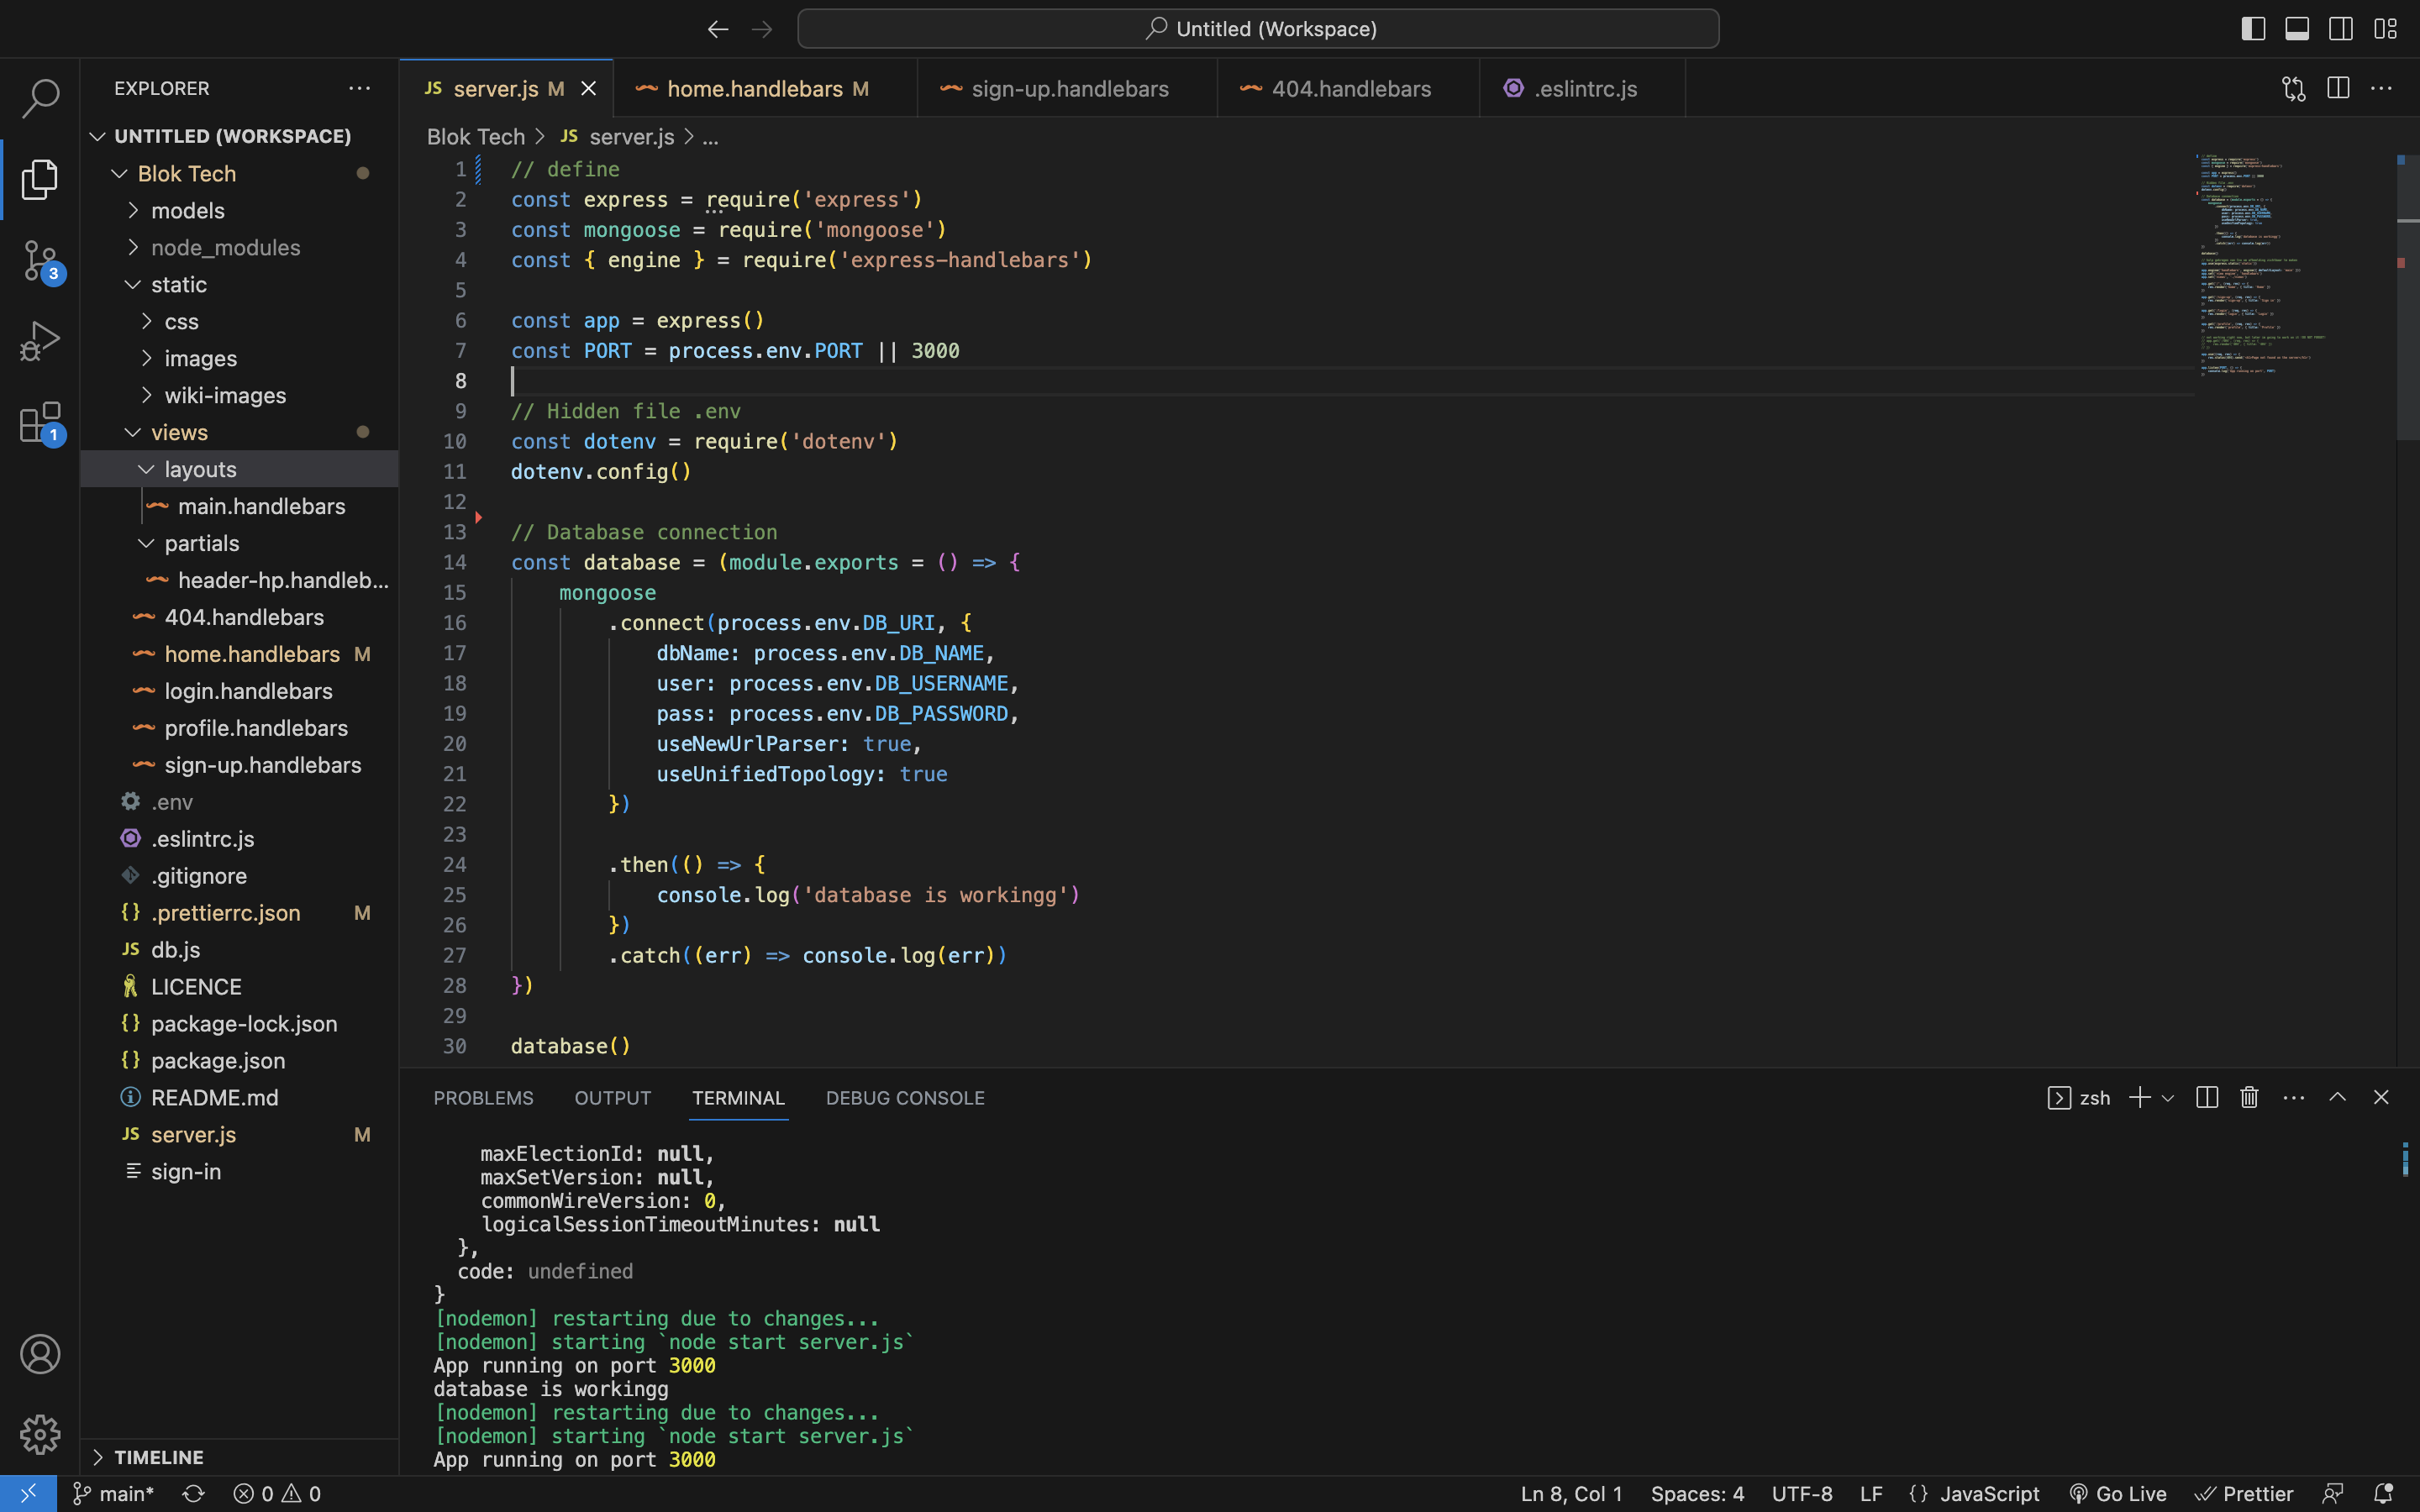 Untitled (Workspace)
EXPLORER
UNTITLED (WORKSPACE)
Blok Tech
models
node_modules
static
css
images
wiki-images
views
layouts
main.handlebars
partials
header-hp.handleb...
404.handlebars
home.handlebars M
login.handlebars
profile.handlebars
sign-up.handlebars
.env
.eslintrc.js
.gitignore
{} .prettierrc.json M
JS db.js
LICENCE
{} package-lock.json
{} package.json
README.md
JS server.js M
sign-in
TIMELINE
3
1
JS server.js M
home.handlebars M
sign-up.handlebars
404.handlebars
.eslintrc.js
Blok Tech > JS server.js > ...
1 // define
2 const express = require('express')
3 const mongoose = require('mongoose')
4 const { engine } = require('express-handlebars')
5
6 const app = express()
7 const PORT = process.env.PORT || 3000
8
9 // Hidden file .env
10 const dotenv = require('dotenv')
11 dotenv.config()
12
13 // Database connection
14 const database = (module.exports = () => {
15 mongoose
16 .connect(process.env.DB_URI, {
17 dbName: process.env.DB_NAME,
18 user: process.env.DB_USERNAME,
19 pass: process.env.DB_PASSWORD,
20 useNewUrlParser: true,
21 useUnifiedTopology: true
22 })
23
24 .then(() => {
25 console.log('database is workingg')
26 })
27 .catch((err) => console.log(err))
28 })
29
30 database()
PROBLEMS OUTPUT TERMINAL DEBUG CONSOLE
zsh
maxElectionId: null,
maxSetVersion: null,
commonWireVersion: 0,
logicalSessionTimeoutMinutes: null
},
code: undefined
}
[nodemon] restarting due to changes...
[nodemon] starting `node start server.js`
App running on port 3000
database is workingg
[nodemon] restarting due to changes...
[nodemon] starting `node start server.js`
App running on port 3000
main* 0 0 Ln 8, Col 1 Spaces: 4 UTF-8 LF {} JavaScript Go Live Prettier